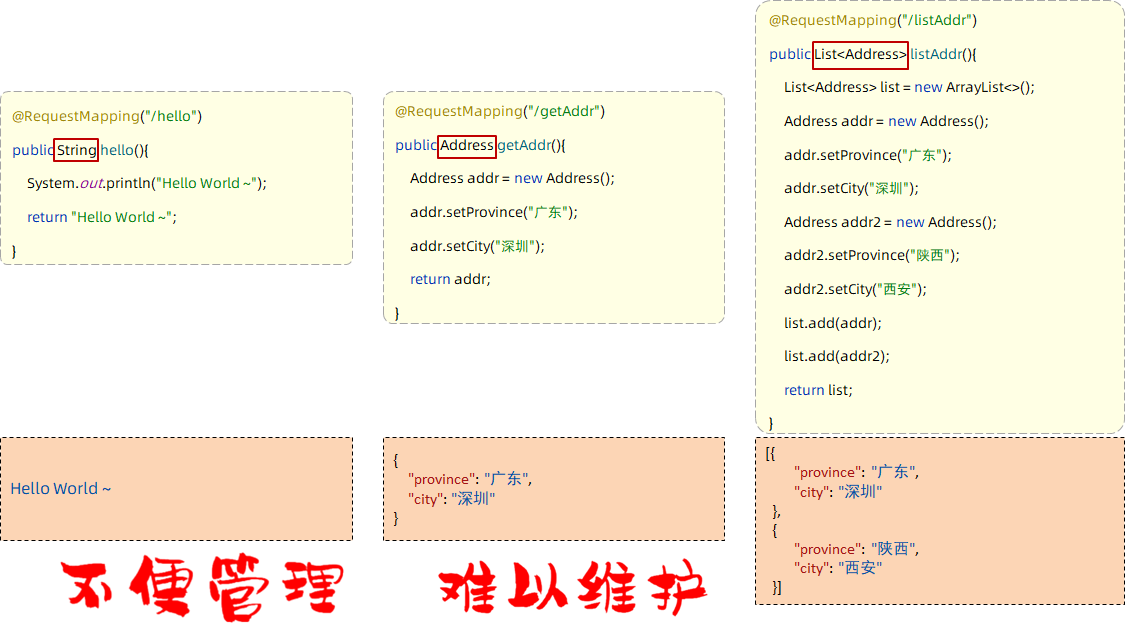 @RequestMapping("/hello")
public String hello(){
System.out.println("Hello World ~");
return "Hello World ~";
}
Hello World ~
@RequestMapping("/getAddr")
public Address getAddr(){
Address addr = new Address();
addr.setProvince("广东");
addr.setCity("深圳");
return addr;
}
{
"province": "广东",
"city": "深圳"
}
@RequestMapping("/listAddr")
public List<Address> listAddr(){
List<Address> list = new ArrayList<>();
Address addr = new Address();
addr.setProvince("广东");
addr.setCity("深圳");
Address addr2 = new Address();
addr2.setProvince("陕西");
addr2.setCity("西安");
list.add(addr);
list.add(addr2);
return list;
}
[{
"province": "广东",
"city": "深圳"
},
{
"province": "陕西",
"city": "西安"
}]
不便管理
难以维护